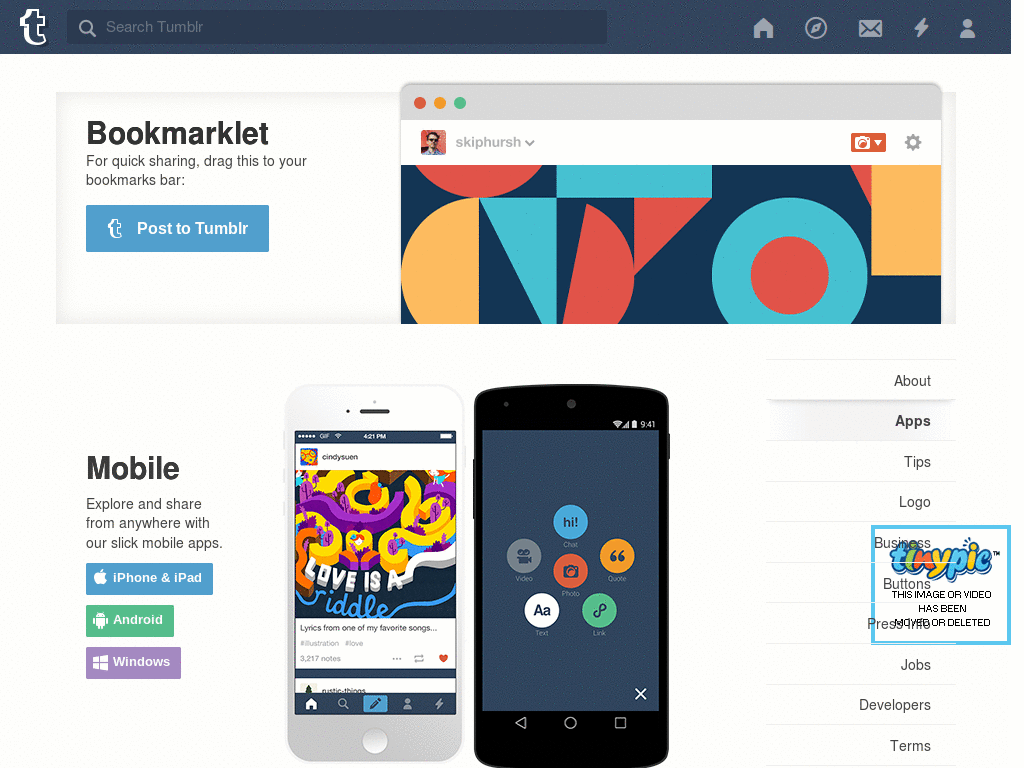 Search Tumblr
Bookmarklet
For quick sharing, drag this to your
bookmarks bar:
Post to Tumblr
skiphursh
Mobile
Explore and share
from anywhere with
our slick mobile apps.
iPhone & iPad
Android
Windows
GIF
4:21 PM
cindysuen
LOVE IS A
riddle
Lyrics from one of my favorite songs...
#illustration #love
3,217 notes
rustic-things
9:41
hi!
Chat
Video
Photo
Quote
Aa
Text
Link
About
Apps
Tips
Logo
Business
Buttons
Press Info
Jobs
Developers
Terms
tinypic™
THIS IMAGE OR VIDEO
HAS BEEN
MOVED OR DELETED